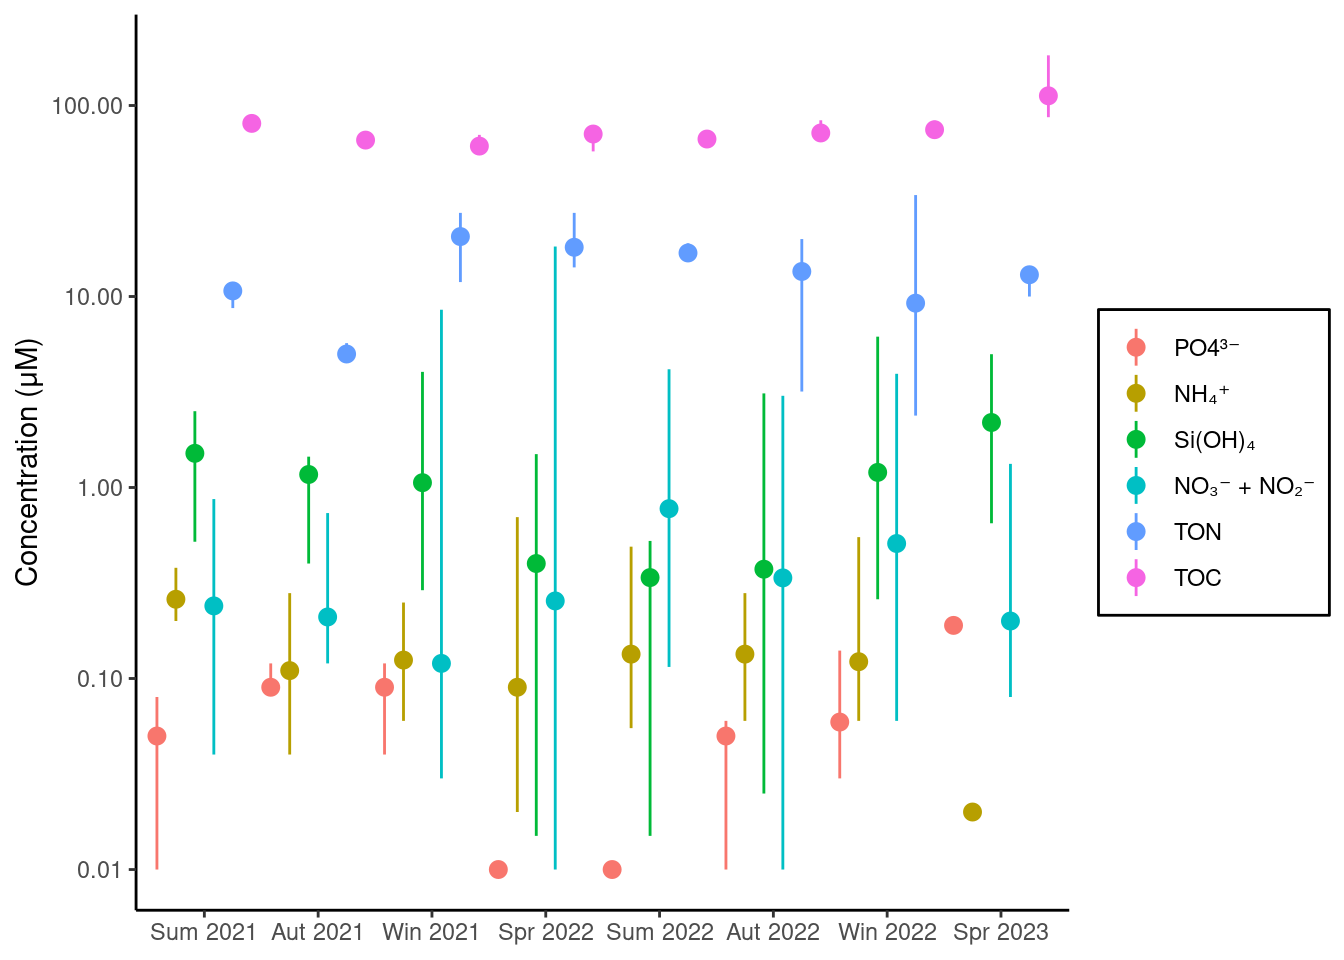 Concentration (µM)
100.00
10.00
1.00
0.10
0.01
Sum 2021 Aut 2021 Win 2021 Spr 2022 Sum 2022 Aut 2022 Win 2022 Spr 2023
PO4³⁻
NH₄⁺
Si(OH)₄
NO₃⁻ + NO₂⁻
TON
TOC